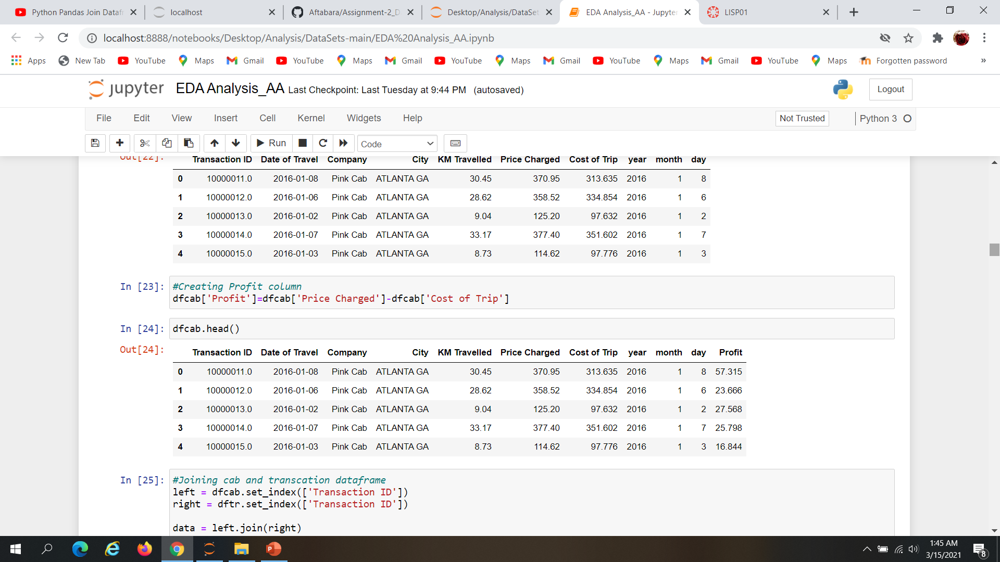 Python Pandas Join Dataf
localhost
Aftabara/Assignment-2_D
Desktop/Analysis/DataSet
EDA Analysis_AA - Jupyter
LISP01
localhost:8888/notebooks/Desktop/Analysis/DataSets-main/EDA%20Analysis_AA.ipynb
Apps New Tab YouTube Maps Gmail YouTube Maps Gmail YouTube Maps Gmail YouTube Maps Gmail YouTube Maps Forgotten password »
jupyter EDA Analysis_AA Last Checkpoint: Last Tuesday at 9:44 PM (autosaved) Logout
File Edit View Insert Cell Kernel Widgets Help Not Trusted Python 3
Run Code
Out[22]: Transaction ID Date of Travel Company City KM Travelled Price Charged Cost of Trip year month day
0 10000011.0 2016-01-08 Pink Cab ATLANTA GA 30.45 370.95 313.635 2016 1 8
1 10000012.0 2016-01-06 Pink Cab ATLANTA GA 28.62 358.52 334.854 2016 1 6
2 10000013.0 2016-01-02 Pink Cab ATLANTA GA 9.04 125.20 97.632 2016 1 2
3 10000014.0 2016-01-07 Pink Cab ATLANTA GA 33.17 377.40 351.602 2016 1 7
4 10000015.0 2016-01-03 Pink Cab ATLANTA GA 8.73 114.62 97.776 2016 1 3
In [23]: #Creating Profit column
dfcab['Profit']=dfcab['Price Charged']-dfcab['Cost of Trip']
In [24]: dfcab.head()
Out[24]: Transaction ID Date of Travel Company City KM Travelled Price Charged Cost of Trip year month day Profit
0 10000011.0 2016-01-08 Pink Cab ATLANTA GA 30.45 370.95 313.635 2016 1 8 57.315
1 10000012.0 2016-01-06 Pink Cab ATLANTA GA 28.62 358.52 334.854 2016 1 6 23.666
2 10000013.0 2016-01-02 Pink Cab ATLANTA GA 9.04 125.20 97.632 2016 1 2 27.568
3 10000014.0 2016-01-07 Pink Cab ATLANTA GA 33.17 377.40 351.602 2016 1 7 25.798
4 10000015.0 2016-01-03 Pink Cab ATLANTA GA 8.73 114.62 97.776 2016 1 3 16.844
In [25]: #Joining cab and transcation dataframe
left = dfcab.set_index(['Transaction ID'])
right = dftr.set_index(['Transaction ID'])
data = left.join(right)
1:45 AM
3/15/2021
8